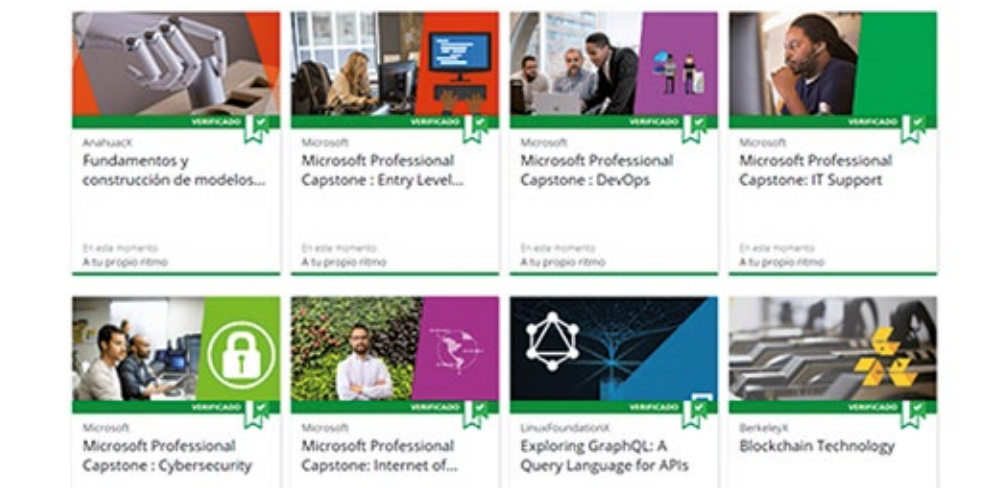 VERIFICADO
AnahuacX
Fundamentos y
construcción de modelos...
En este momento
A tu propio ritmo
VERIFICADO
Microsoft
Microsoft Professional
Capstone : Entry Level...
En este momento
A tu propio ritmo
VERIFICADO
Microsoft
Microsoft Professional
Capstone : DevOps
En este momento
A tu propio ritmo
VERIFICADO
Microsoft
Microsoft Professional
Capstone: IT Support
En este momento
A tu propio ritmo
VERIFICADO
Microsoft
Microsoft Professional
Capstone : Cybersecurity
VERIFICADO
Microsoft
Microsoft Professional
Capstone: Internet of...
VERIFICADO
LinuxFoundationX
Exploring GraphQL: A
Query Language for APIs
VERIFICADO
BerkeleyX
Blockchain Technology